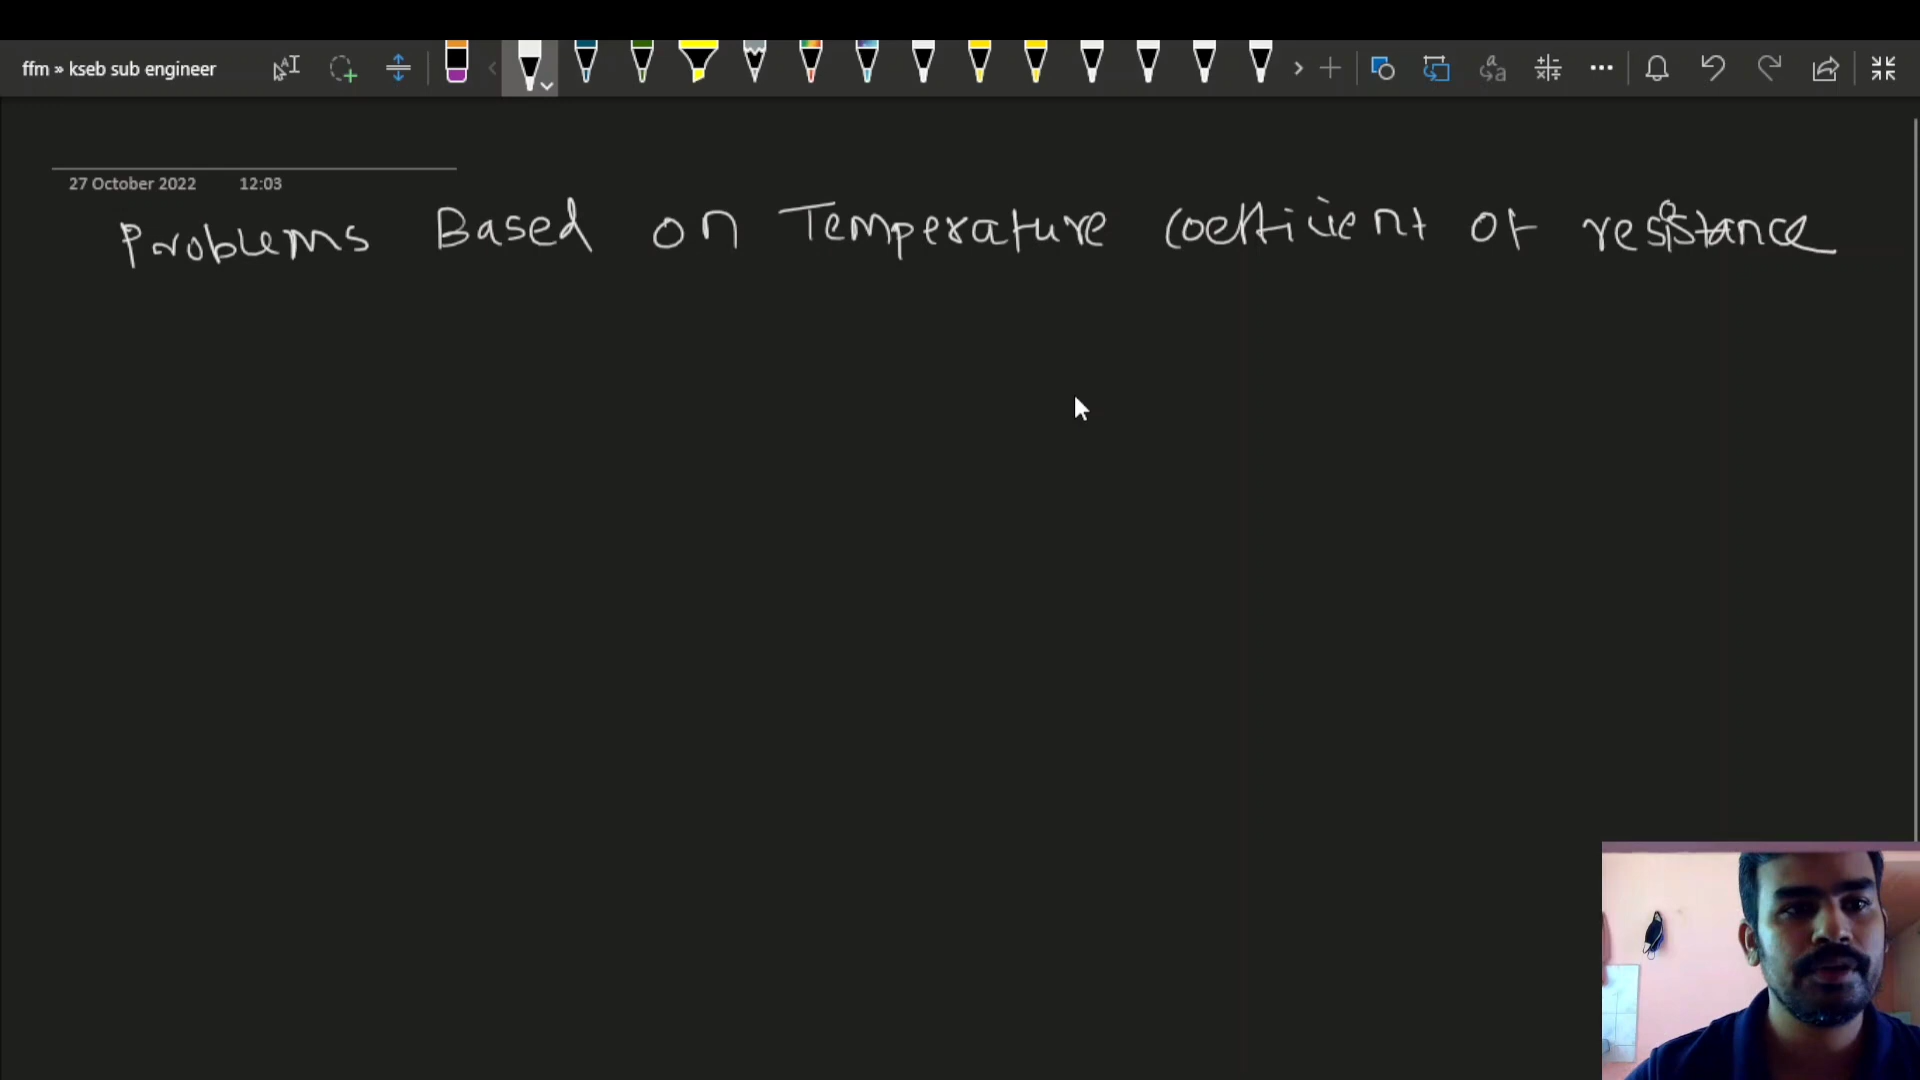 ffm » kseb sub engineer
27 October 2022 12:03
Problems Based on Temperature coefficient of resistance